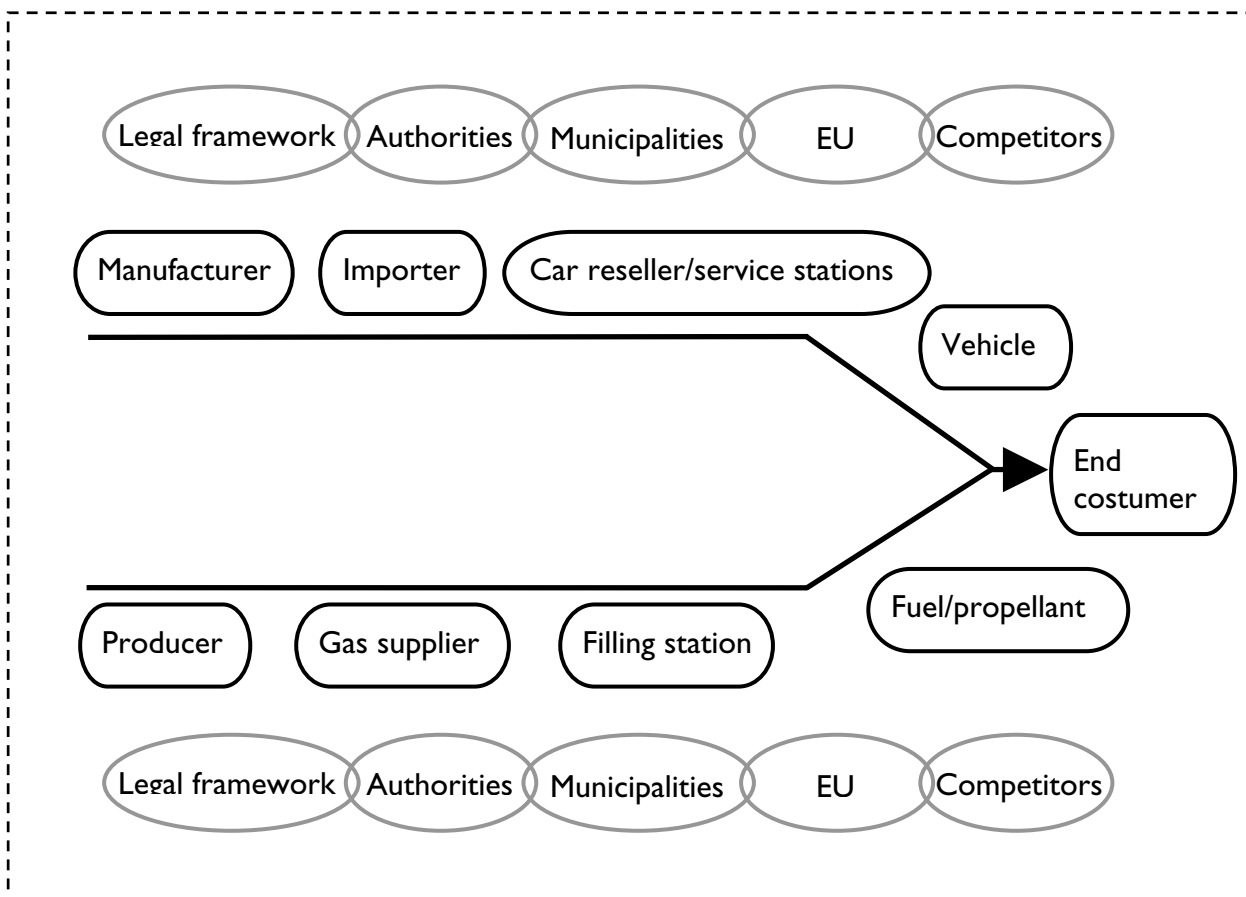 Legal framework Authorities Municipalities EU Competitors
Manufacturer Importer Car reseller/service stations
Vehicle
End
costumer
Fuel/propellant
Producer Gas supplier Filling station
Legal framework Authorities Municipalities EU Competitors